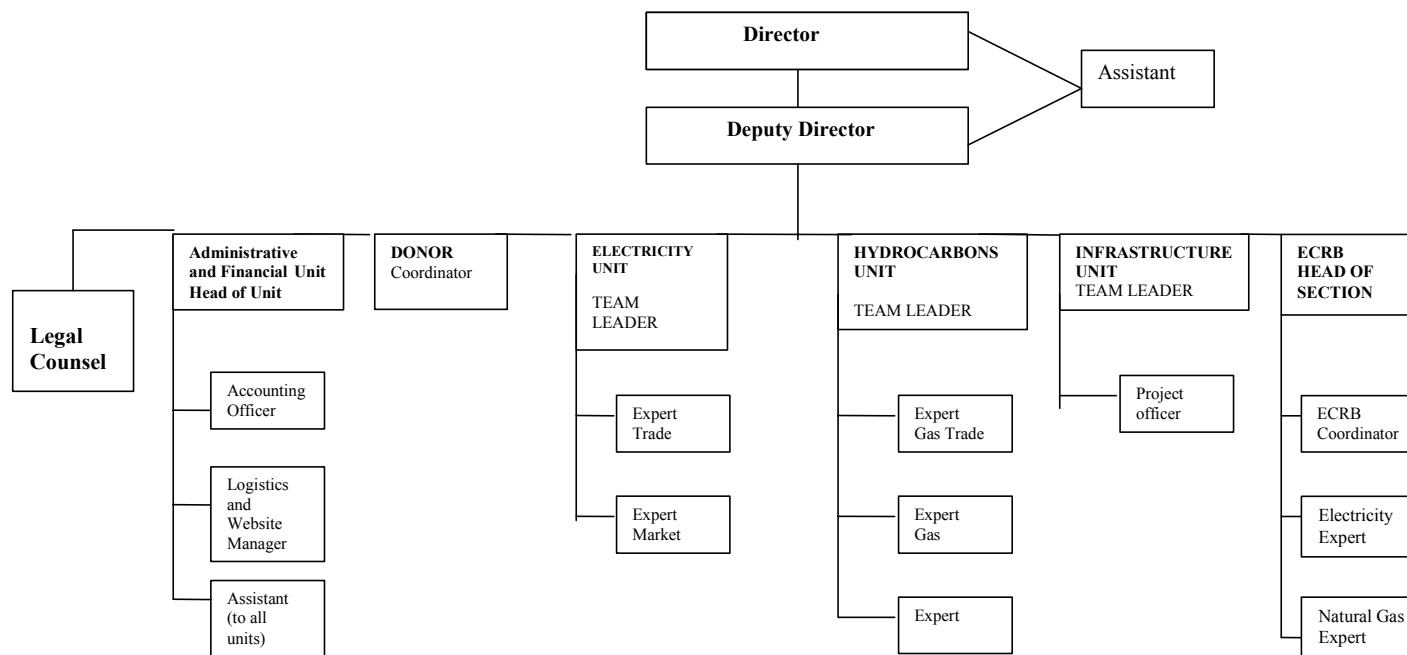 Director
Assistant
Deputy Director
Legal
Counsel
Administrative
and Financial Unit
Head of Unit
Accounting
Officer
Logistics
and
Website
Manager
Assistant
(to all
units)
DONOR
Coordinator
ELECTRICITY
UNIT
TEAM
LEADER
Expert
Trade
Expert
Market
HYDROCARBONS
UNIT
TEAM LEADER
Expert
Gas Trade
Expert
Gas
Expert
INFRASTRUCTURE
UNIT
TEAM LEADER
Project
officer
ECRB
HEAD OF
SECTION
ECRB
Coordinator
Electricity
Expert
Natural Gas
Expert